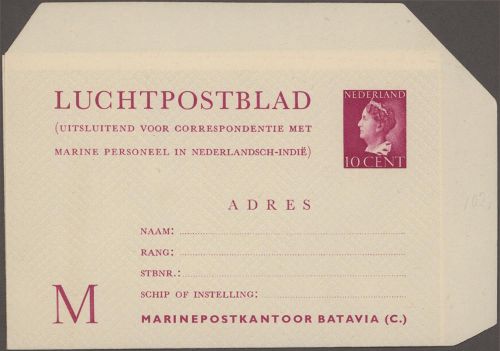 LUCHTPOSTBLAD
(UITSLUITEND VOOR CORRESPONDENTIE MET
MARINE PERSONEEL IN NEDERLANDSCH-INDIË)
NEDERLAND
10 CENT
ADRES
NAAM:
RANG:
STBNR.:
SCHIP OF INSTELLING:
M
MARINEPOSTKANTOOR BATAVIA (C.)